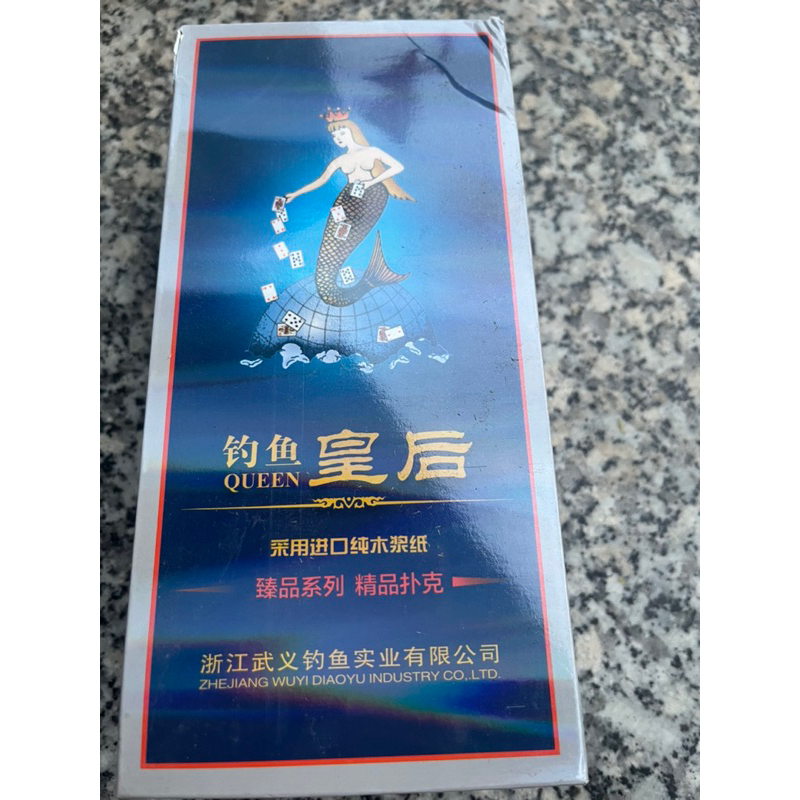 钓鱼皇后
QUEEN
采用进口纯木浆纸
臻品系列 精品扑克
浙江武义钓鱼实业有限公司
ZHEJIANG WUYI DIAOYU INDUSTRY CO.,LTD.